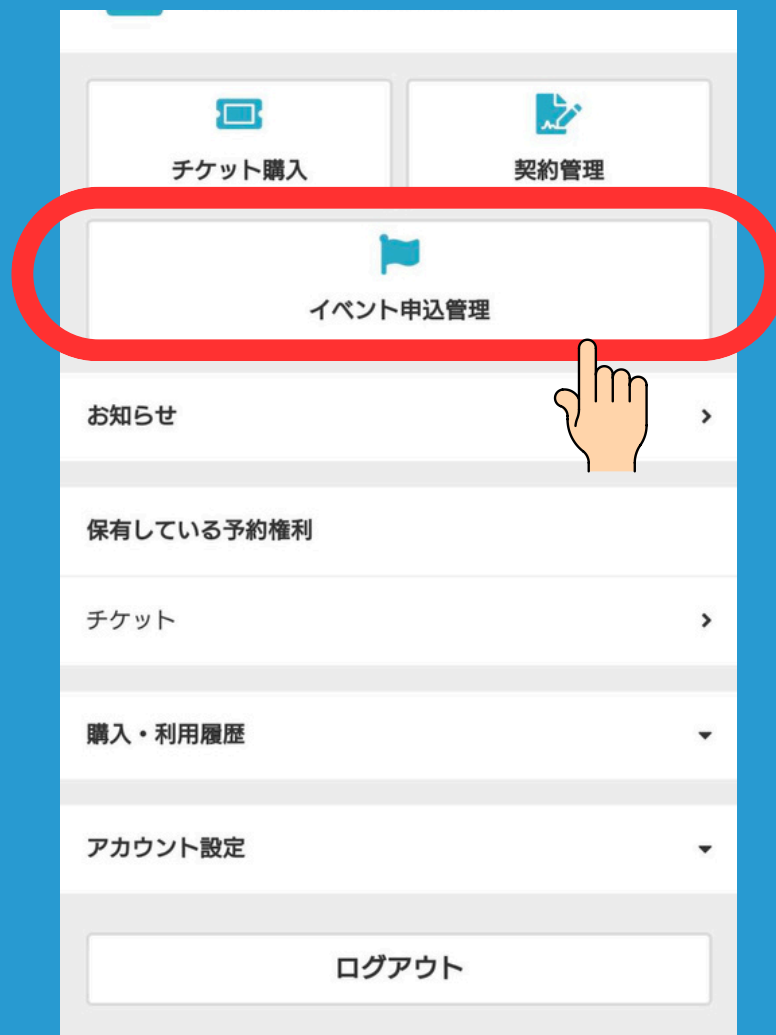 チケット購入
契約管理
イベント申込管理
お知らせ
保有している予約権利
チケット
購入・利用履歴
アカウント設定
ログアウト